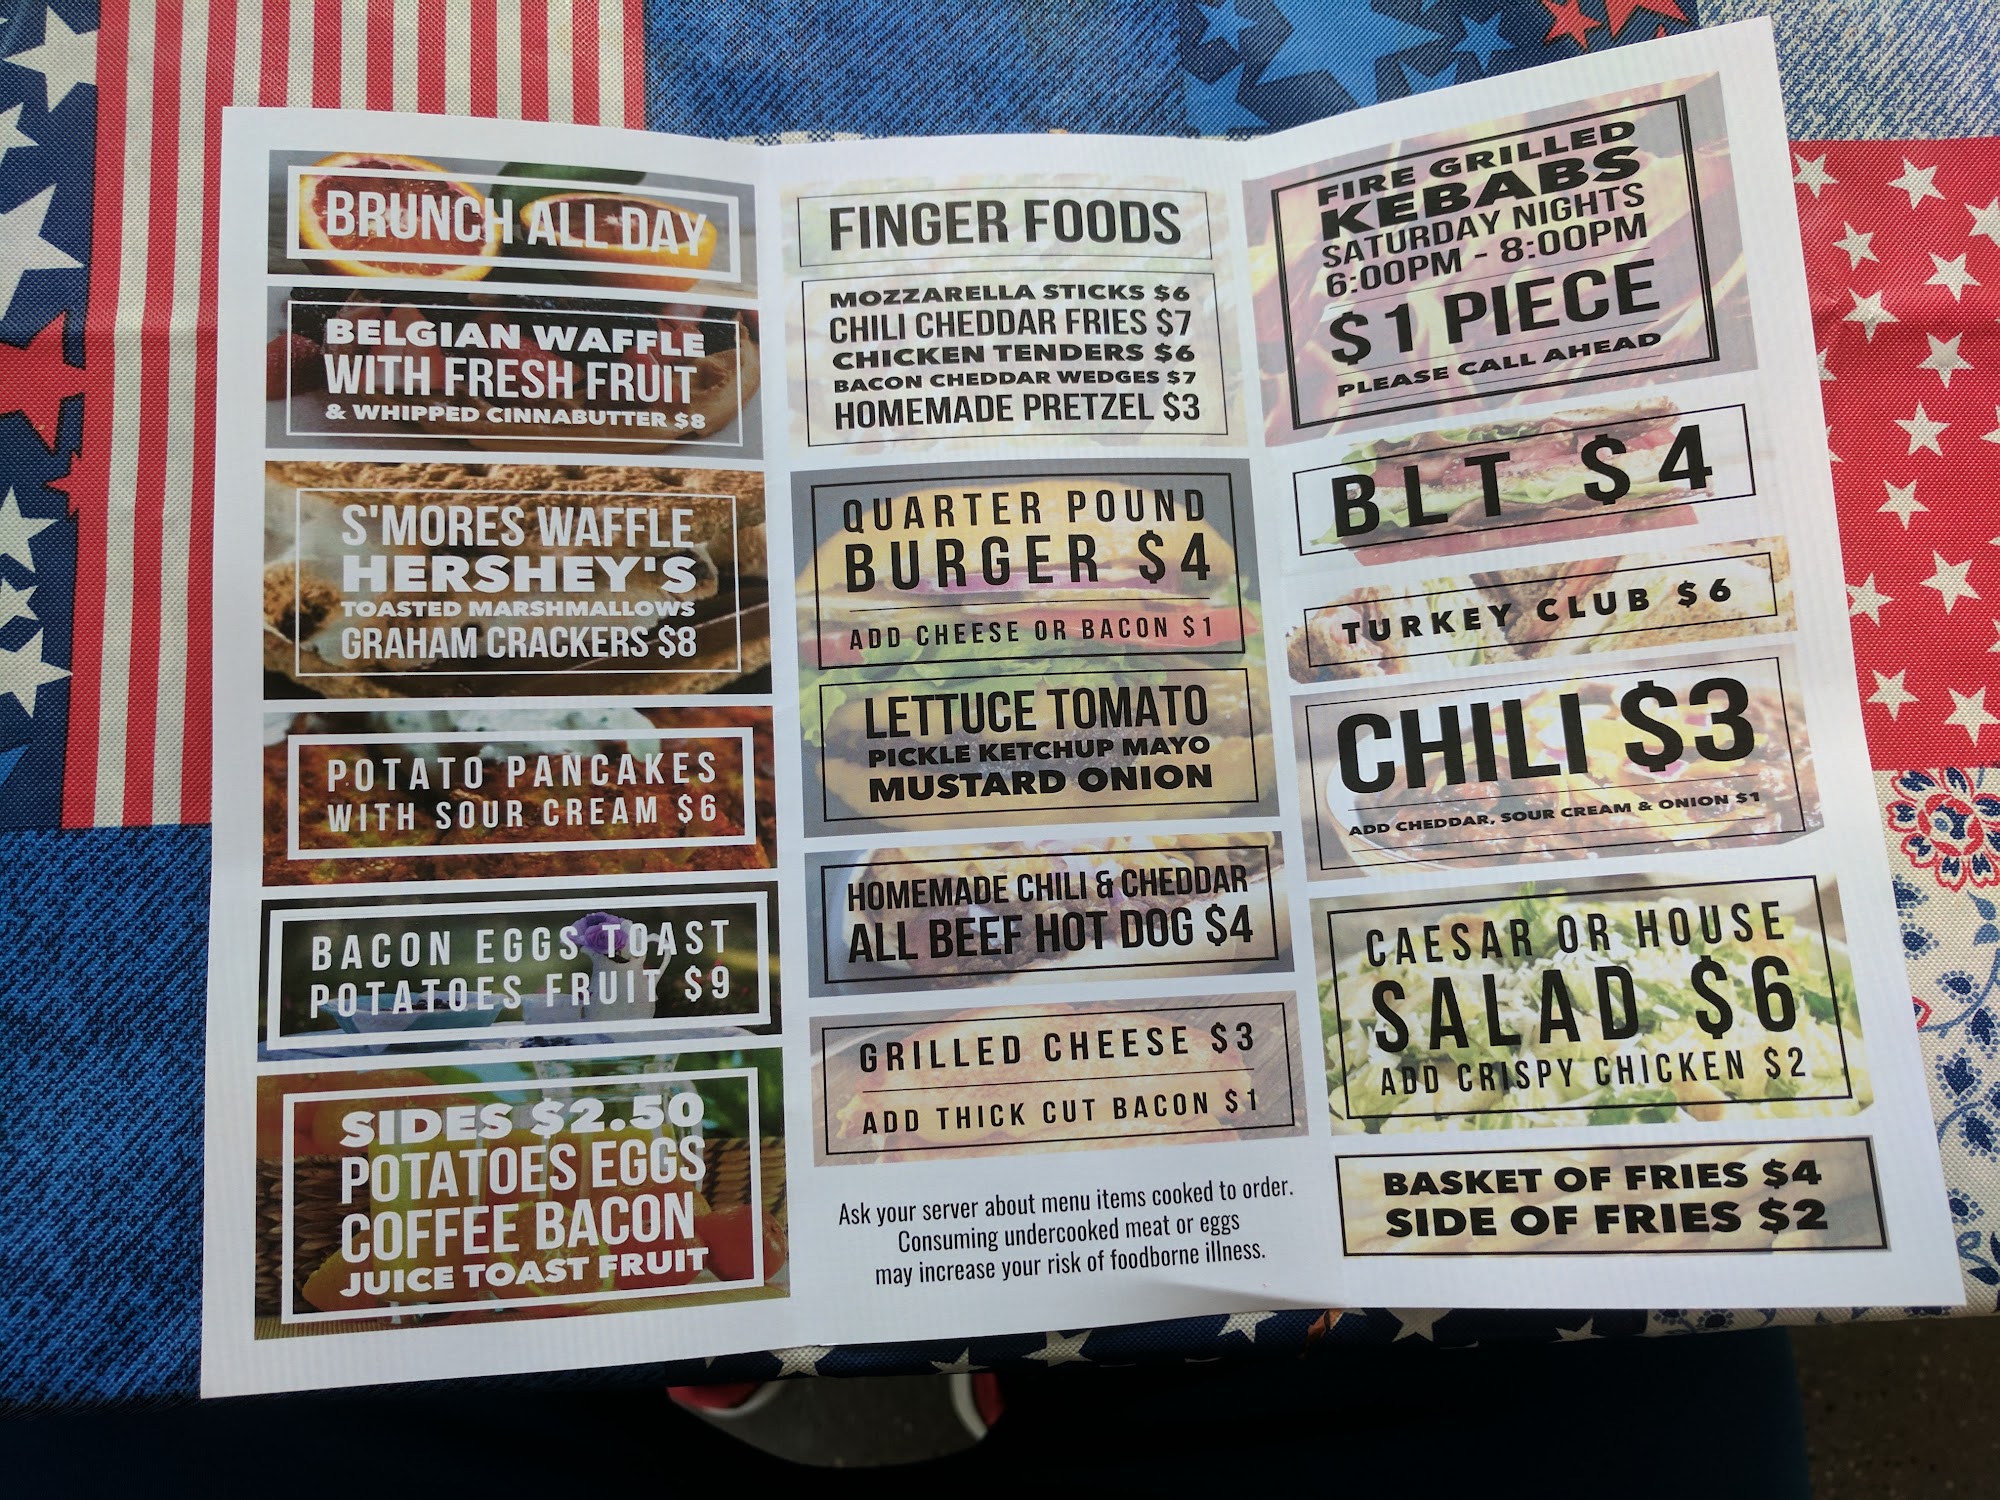 BRUNCH ALL DAY
BELGIAN WAFFLE
WITH FRESH FRUIT
& WHIPPED CINNABUTTER $8
S'MORES WAFFLE
HERSHEY'S
TOASTED MARSHMALLOWS
GRAHAM CRACKERS $8
POTATO PANCAKES
WITH SOUR CREAM $6
BACON EGGS TOAST
POTATOES FRUIT $9
SIDES $2.50
POTATOES EGGS
COFFEE BACON
JUICE TOAST FRUIT
FINGER FOODS
MOZZARELLA STICKS $6
CHILI CHEDDAR FRIES $7
CHICKEN TENDERS $6
BACON CHEDDAR WEDGES $7
HOMEMADE PRETZEL $3
QUARTER POUND
BURGER $4
ADD CHEESE OR BACON $1
LETTUCE TOMATO
PICKLE KETCHUP MAYO
MUSTARD ONION
HOMEMADE CHILI & CHEDDAR
ALL BEEF HOT DOG $4
GRILLED CHEESE $3
ADD THICK CUT BACON $1
Ask your server about menu items cooked to order.
Consuming undercooked meat or eggs
may increase your risk of foodborne illness.
FIRE GRILLED
KEBABS
SATURDAY NIGHTS
6:00PM - 8:00PM
$1 PIECE
PLEASE CALL AHEAD
BLT $4
TURKEY CLUB $6
CHILI $3
ADD CHEDDAR, SOUR CREAM & ONION $1
CAESAR OR HOUSE
SALAD $6
ADD CRISPY CHICKEN $2
BASKET OF FRIES $4
SIDE OF FRIES $2